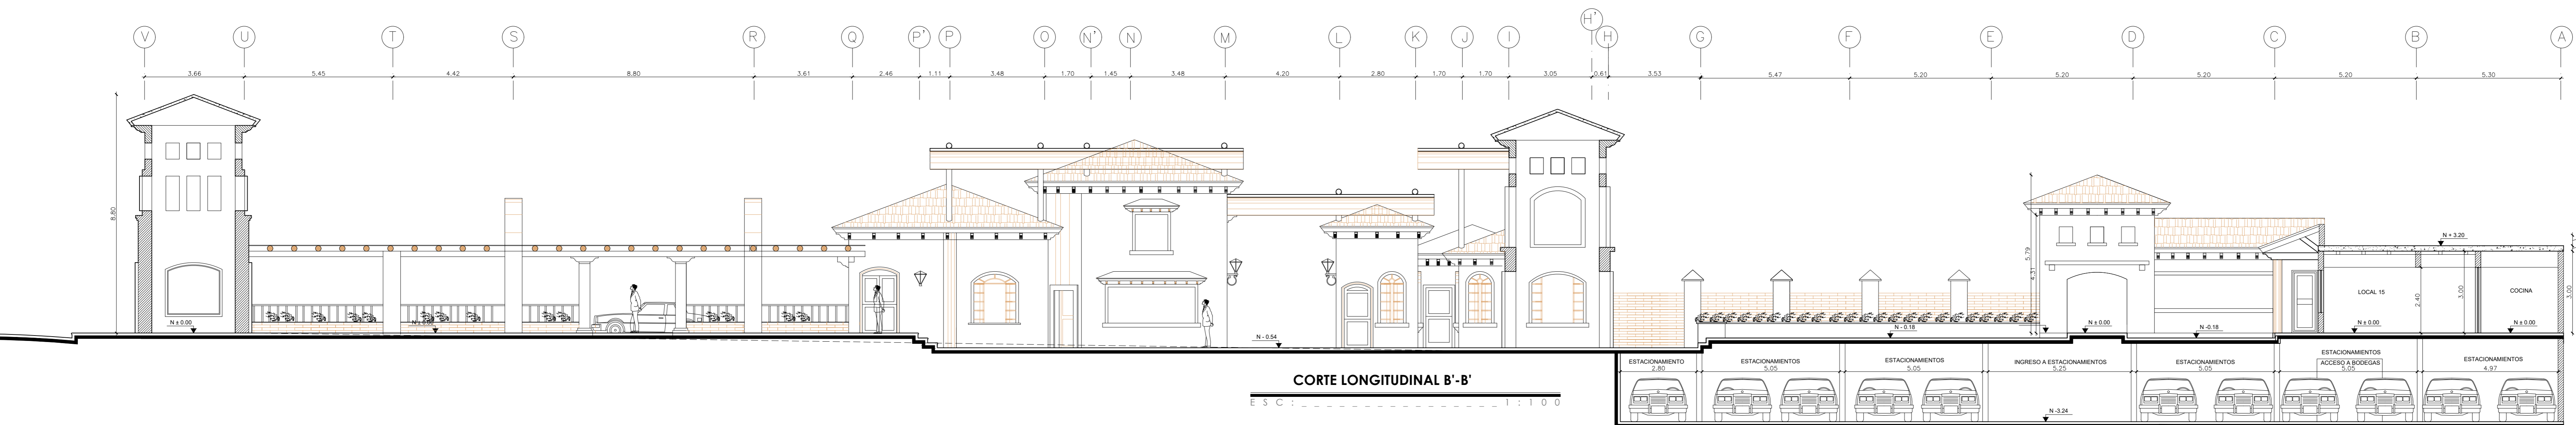 V U T S R Q P' P O N' N M L K J I H' H G F E D C B A
3.66 5.45 4.42 8.80 3.61 2.46 1.11 3.48 1.70 1.45 3.48 4.20 2.80 1.70 1.70 3.05 0.61 3.53 5.47 5.20 5.20 5.20 5.20 5.30
8.80
N ± 0.00
N - 0.54
5.79
4.31
N - 0.18
N ± 0.00
N -0.18
N + 3.20
LOCAL 15
2.40
3.00
COCINA
3.00
N ± 0.00
N ± 0.00
ESTACIONAMIENTO
2.80
ESTACIONAMIENTOS
5.05
ESTACIONAMIENTOS
5.05
INGRESO A ESTACIONAMIENTOS
5.25
ESTACIONAMIENTOS
5.05
ESTACIONAMIENTOS
ACCESO A BODEGAS
5.05
ESTACIONAMIENTOS
4.97
N -3.24
CORTE LONGITUDINAL B'-B'
ESC: _ _ _ _ _ _ _ _ _ _ _ _ _ _ _ _ 1:100